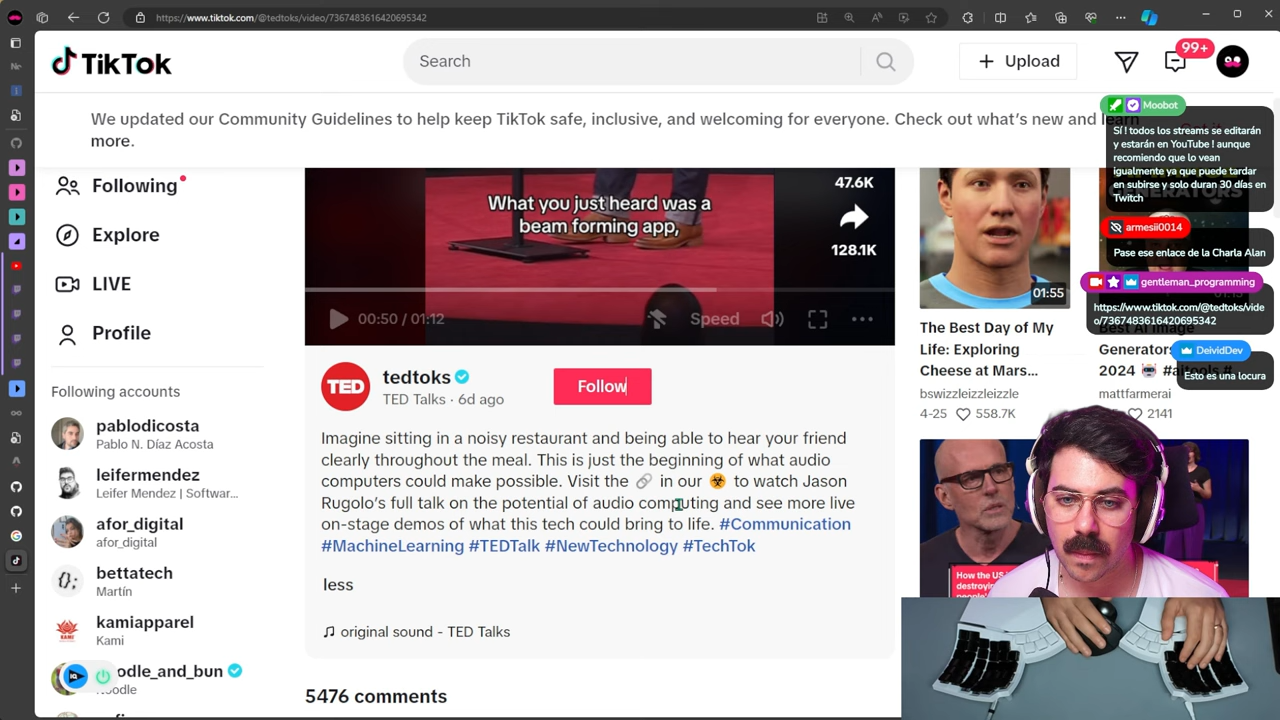 https://www.tiktok.com/@tedtoks/video/7367483616420695342
TikTok
Search
+ Upload
99+
We updated our Community Guidelines to help keep TikTok safe, inclusive, and welcoming for everyone. Check out what's new and learn
more.
Following
Explore
LIVE
Profile
Following accounts
pablodicosta
Pablo N. Díaz Acosta
leifermendez
Leifer Mendez | Softwar...
afor_digital
afor_digital
bettatech
Martín
kamiapparel
Kami
oodle_and_bun
Noodle
What you just heard was a
beam forming app,
47.6K
128.1K
00:50 / 01:12
Speed
TED
tedtoks
TED Talks · 6d ago
Follow
Imagine sitting in a noisy restaurant and being able to hear your friend
clearly throughout the meal. This is just the beginning of what audio
computers could make possible. Visit the 🔗 in our ☣ to watch Jason
Rugolo's full talk on the potential of audio computing and see more live
on-stage demos of what this tech could bring to life. #Communication
#MachineLearning #TEDTalk #NewTechnology #TechTok
less
♫ original sound - TED Talks
5476 comments
01:55
The Best Day of My
Life: Exploring
Cheese at Mars...
bswizzleizzleizzle
4-25 558.7K
Best AI Image
Generators
2024 🤖 #aitools #
mattfarmerai
2141
How the US i
destroying
Moobot
Sí ! todos los streams se editarán
y estarán en YouTube ! aunque
recomiendo que lo vean
igualmente ya que puede tardar
en subirse y solo duran 30 días en
Twitch
armesii0014
Pase ese enlace de la Charla Alan
gentleman_programming
https://www.tiktok.com/@tedtoks/vide
o/7367483616420695342
DeividDev
Esto es una locura